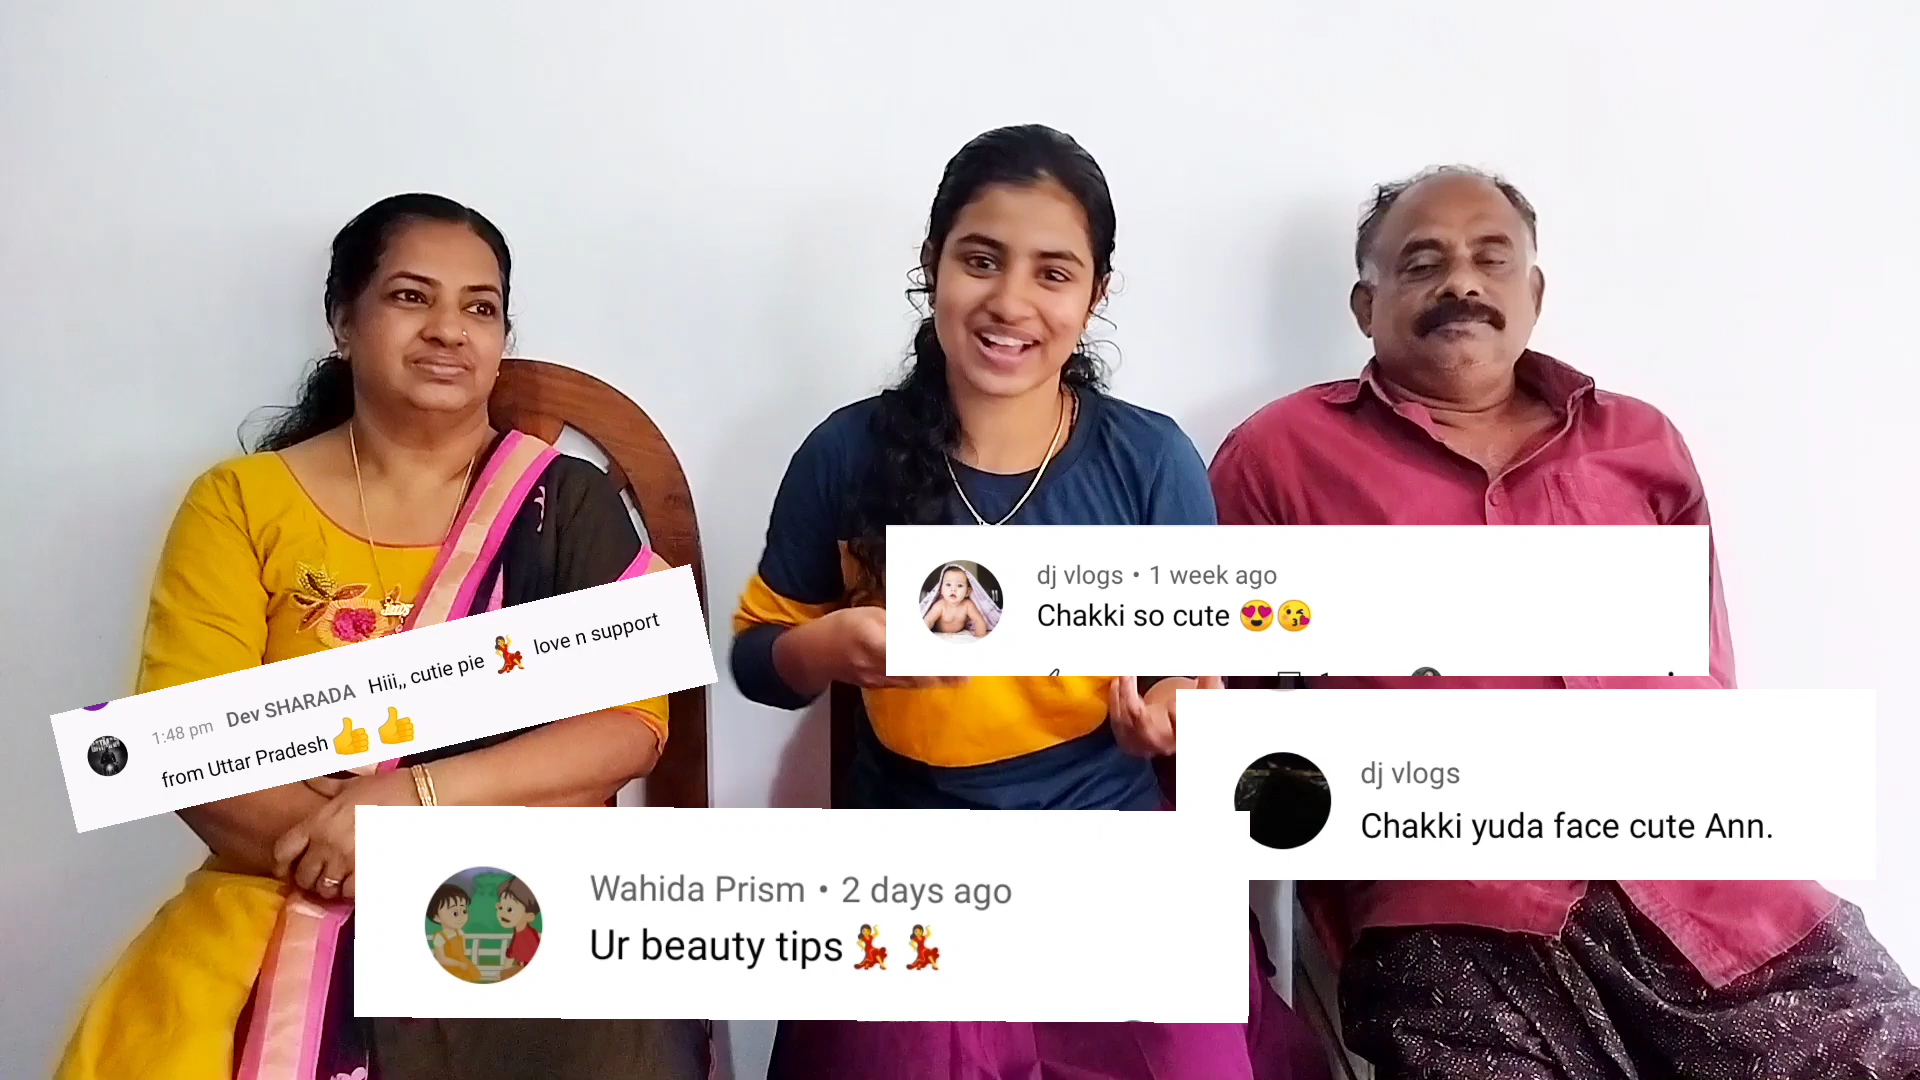 dj vlogs • 1 week ago
Chakki so cute 😍😘
1:48 pm Dev SHARADA Hiii,, cutie pie 💃 love n support
from Uttar Pradesh 👍👍
dj vlogs
Chakki yuda face cute Ann.
Wahida Prism • 2 days ago
Ur beauty tips 💃💃